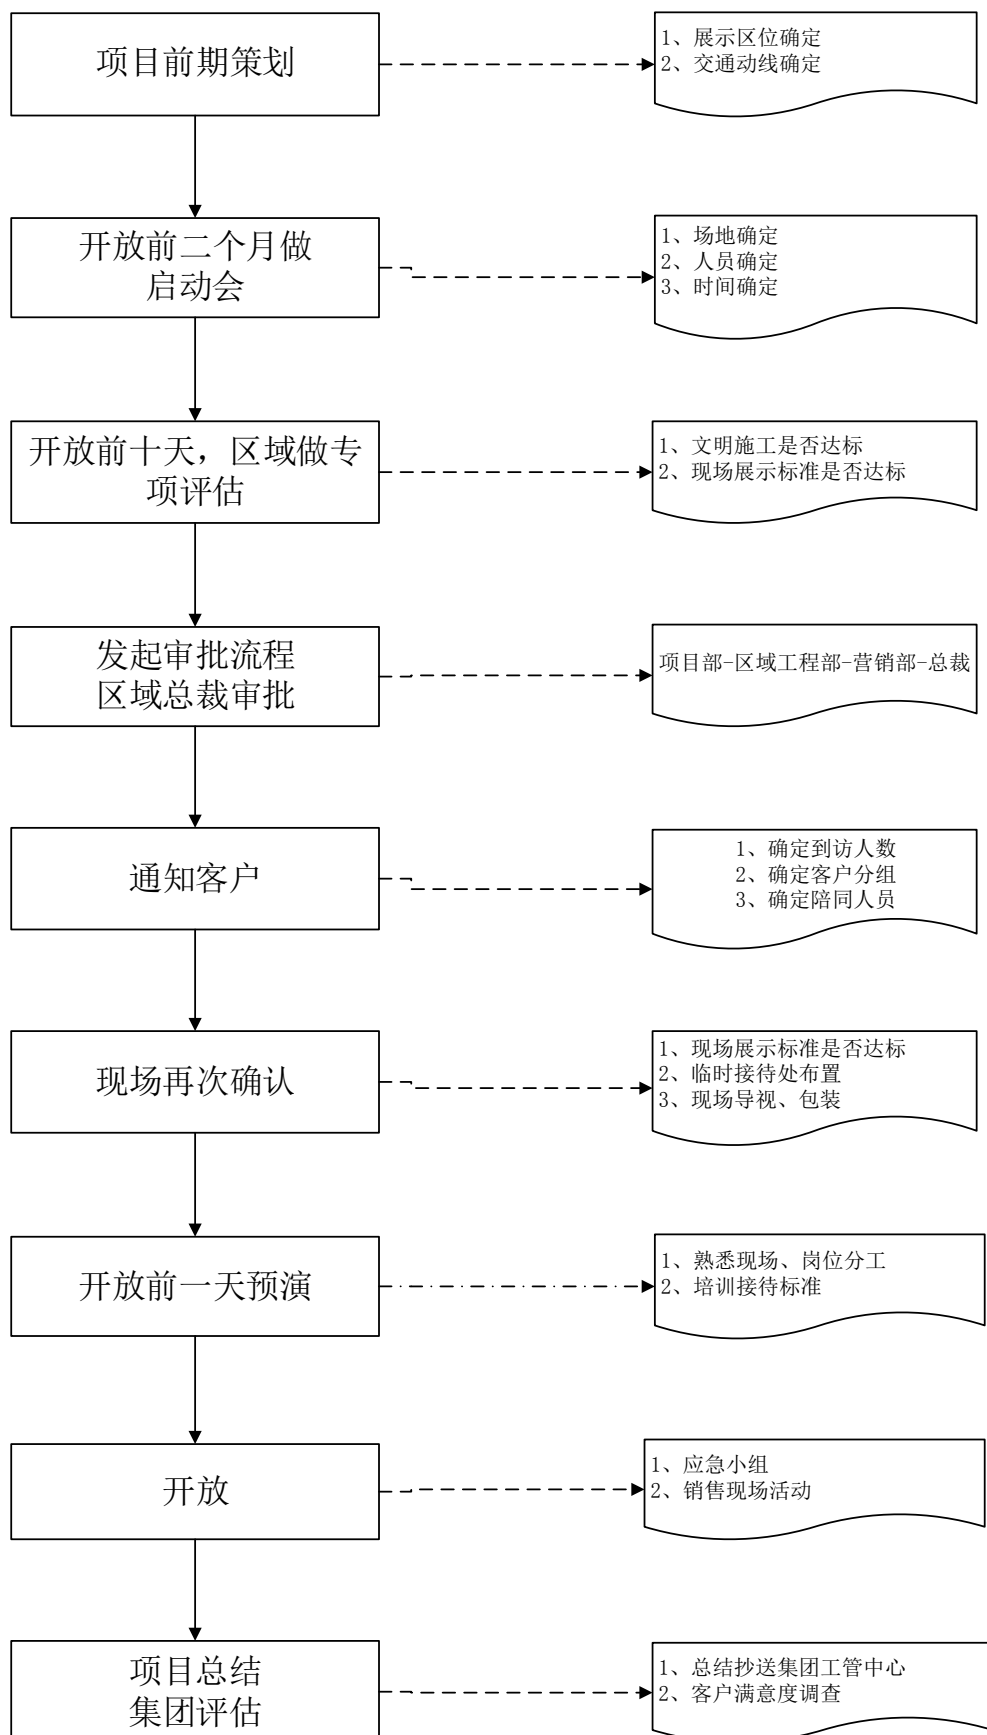 项目前期策划
1、展示区位确定
2、交通动线确定
开放前二个月做
启动会
1、场地确定
2、人员确定
3、时间确定
开放前十天，区域做专
项评估
1、文明施工是否达标
2、现场展示标准是否达标
发起审批流程
区域总裁审批
项目部-区域工程部-营销部-总裁
通知客户
1、确定到访人数
2、确定客户分组
3、确定陪同人员
现场再次确认
1、现场展示标准是否达标
2、临时接待处布置
3、现场导视、包装
开放前一天预演
1、熟悉现场、岗位分工
2、培训接待标准
开放
1、应急小组
2、销售现场活动
项目总结
集团评估
1、总结抄送集团工管中心
2、客户满意度调查